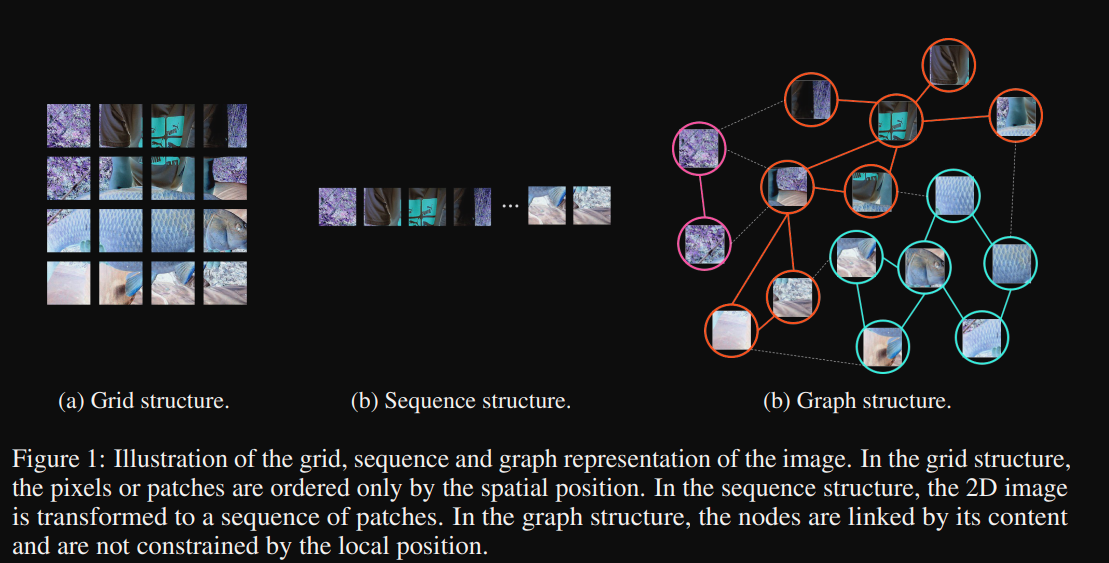 ...
(a) Grid structure.
(b) Sequence structure.
(b) Graph structure.
Figure 1: Illustration of the grid, sequence and graph representation of the image. In the grid structure,
the pixels or patches are ordered only by the spatial position. In the sequence structure, the 2D image
is transformed to a sequence of patches. In the graph structure, the nodes are linked by its content
and are not constrained by the local position.